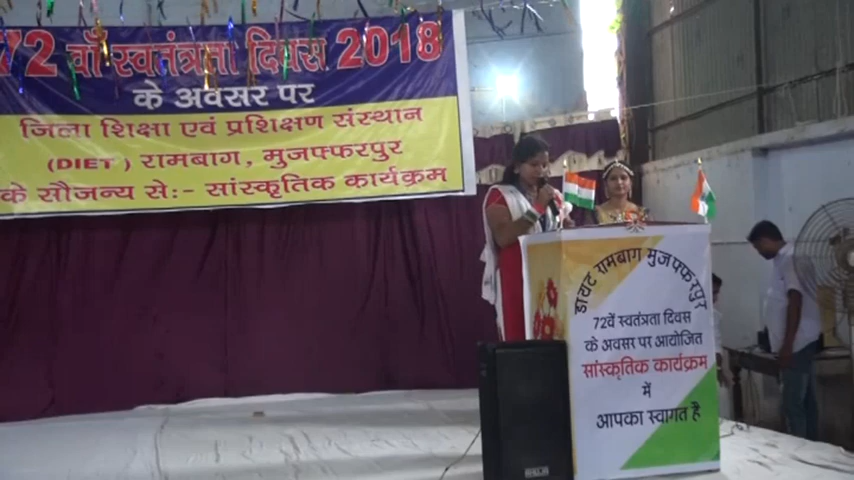 72 वाँ स्वतंत्रता दिवस 2018
के अवसर पर
जिला शिक्षा एवं प्रशिक्षण संस्थान
(DIET) रामबाग, मुजफ्फरपुर
के सौजन्य से:- सांस्कृतिक कार्यक्रम
डायट रामबाग मुजफ्फरपुर
72वें स्वतंत्रता दिवस
के अवसर पर आयोजित
सांस्कृतिक कार्यक्रम
में
आपका स्वागत है